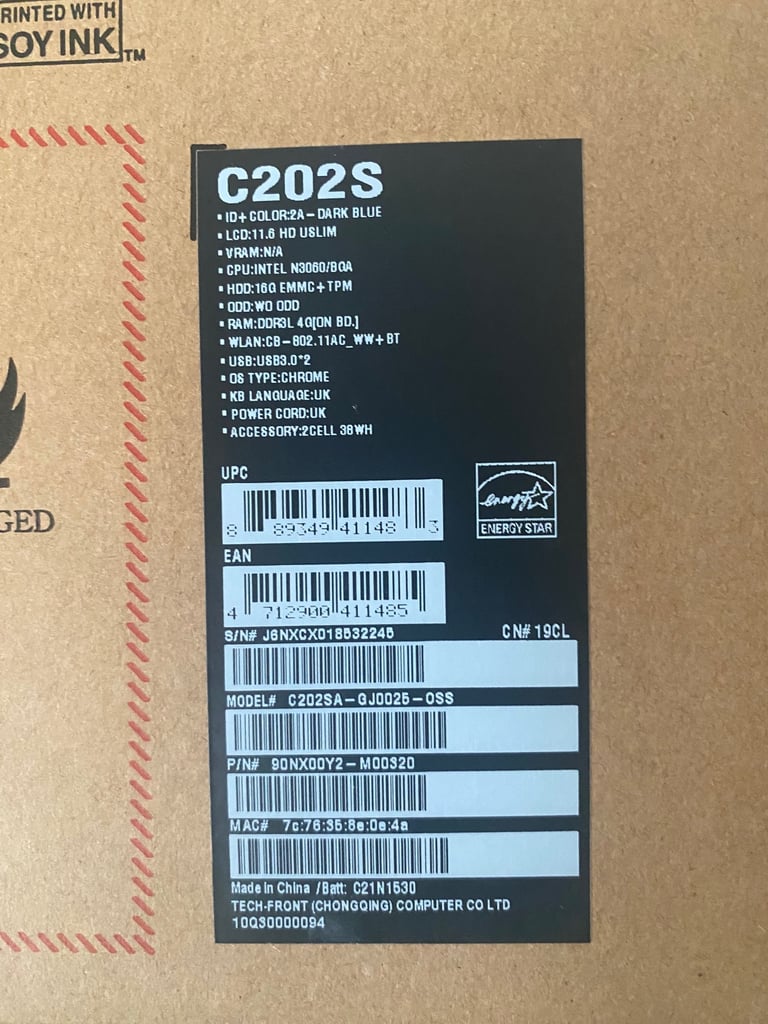 PRINTED WITH
SOY INK TM
C202S
▪ ID+ COLOR:2A–DARK BLUE
▪ LCD:11.6 HD USLIM
▪ VRAM:N/A
▪ CPU:INTEL N3060/BGA
▪ HDD:16G EMMC+TPM
▪ ODD:WO ODD
▪ RAM:DDR3L 4G[ON BD.]
▪ WLAN:CB–802.11AC_WW+BT
▪ USB:USB3.0*2
▪ OS TYPE:CHROME
▪ KB LANGUAGE:UK
▪ POWER CORD:UK
▪ ACCESSORY:2CELL 38WH
UPC
8 89349 41148 3
energy
ENERGY STAR
EAN
4 712900 411485
S/N# J6NXCX018532245 CN# 19CL
MODEL# C202SA–GJ0025–OSS
P/N# 90NX00Y2–M00320
MAC# 7c:76:35:8e:0e:4a
Made in China /Batt: C21N1530
TECH-FRONT (CHONGQING) COMPUTER CO LTD
10QS0000094
GED